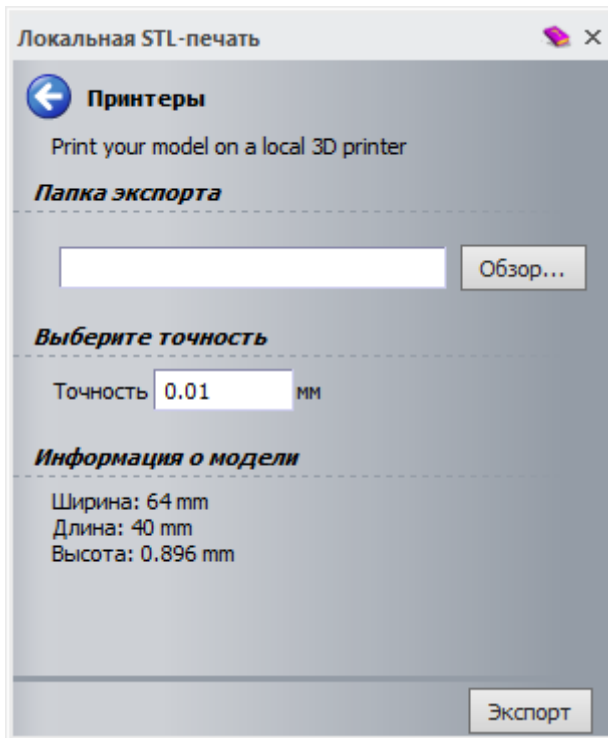 Локальная STL-печать
Принтеры
Print your model on a local 3D printer
Папка экспорта
Обзор...
Выберите точность
Точность 0.01 мм
Информация о модели
Ширина: 64 mm
Длина: 40 mm
Высота: 0.896 mm
Экспорт